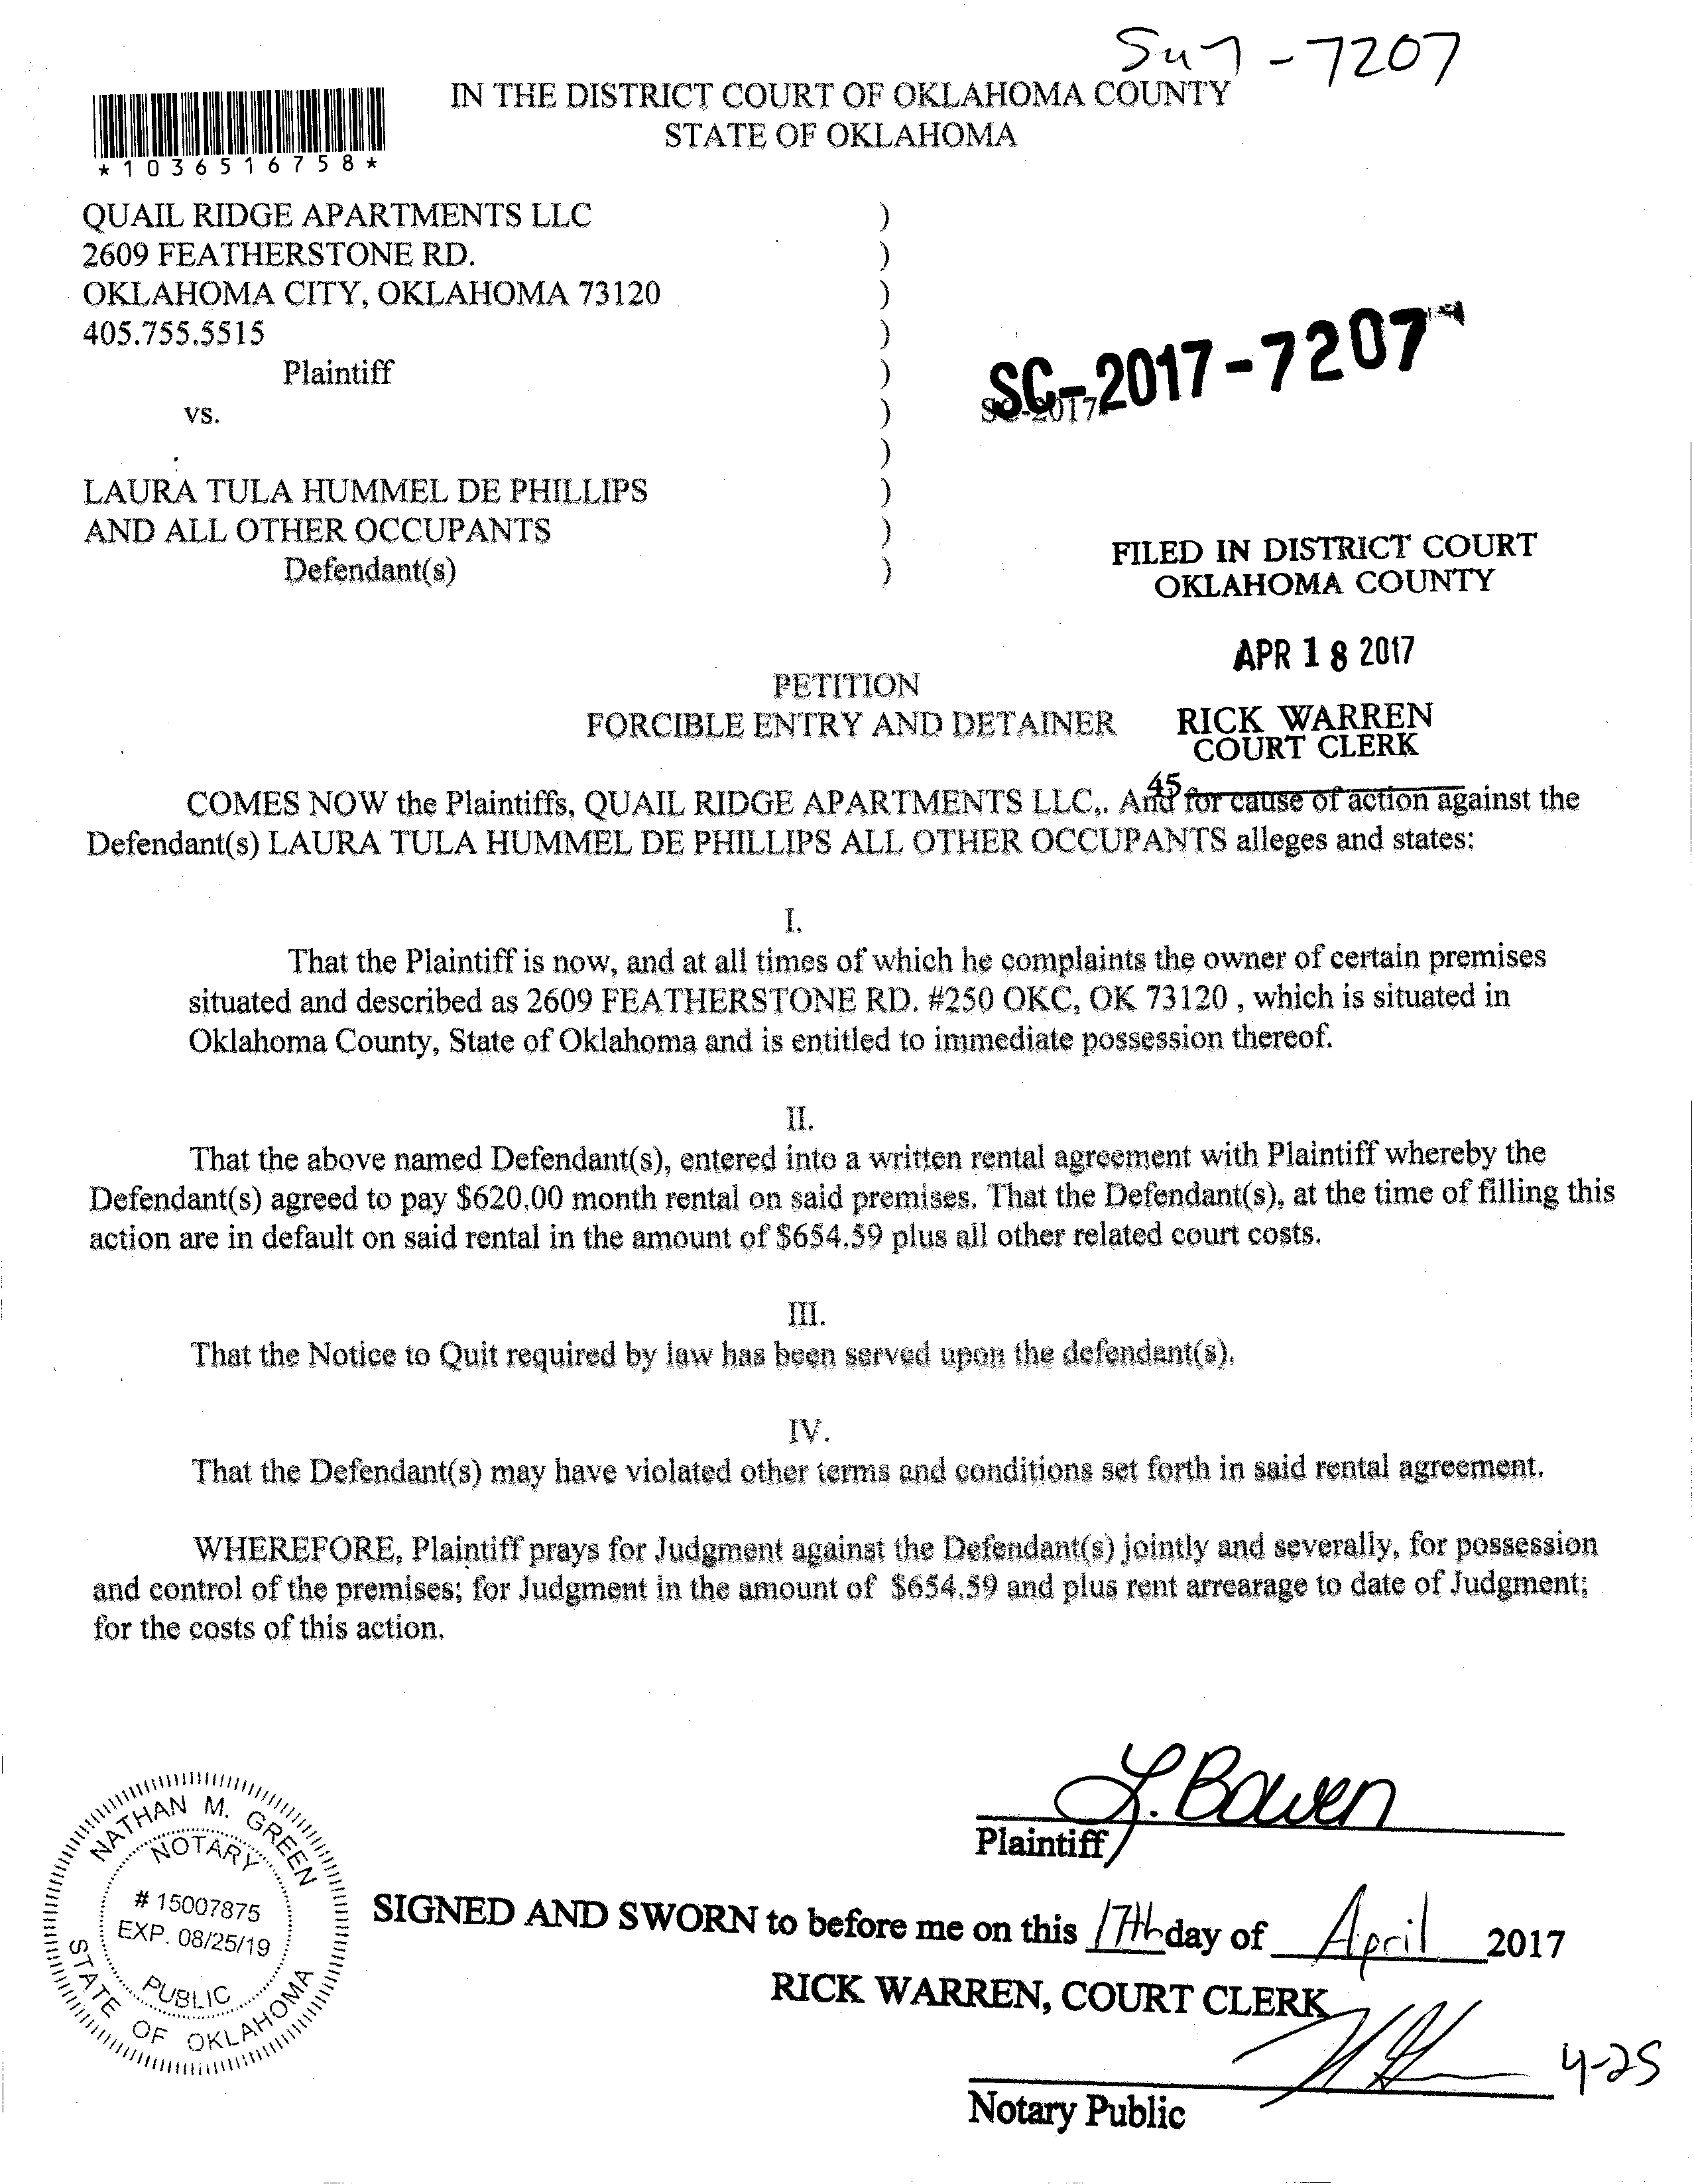 7207
IN THE DISTRICT COURT OF OKLAHOMA COUNTY
STATE OF OKLAHOMA
*1036516758*
QUAIL RIDGE APARTMENTS LLC )
2609 FEATHERSTONE RD. )
OKLAHOMA CITY, OKLAHOMA 73120 )
405.755.5515 )
Plaintiff )
SC-2017-7207
SC-2017-
vs. )
)
LAURA TULA HUMMEL DE PHILLIPS )
AND ALL OTHER OCCUPANTS )
Defendant(s) )
FILED IN DISTRICT COURT
OKLAHOMA COUNTY
APR 18 2017
RICK WARREN
COURT CLERK
PETITION
FORCIBLE ENTRY AND DETAINER
45
COMES NOW the Plaintiffs, QUAIL RIDGE APARTMENTS LLC,. And for cause of action against the
Defendant(s) LAURA TULA HUMMEL DE PHILLIPS ALL OTHER OCCUPANTS alleges and states:
I.
That the Plaintiff is now, and at all times of which he complaints the owner of certain premises
situated and described as 2609 FEATHERSTONE RD. #250 OKC, OK 73120 , which is situated in
Oklahoma County, State of Oklahoma and is entitled to immediate possession thereof.
II.
That the above named Defendant(s), entered into a written rental agreement with Plaintiff whereby the
Defendant(s) agreed to pay $620.00 month rental on said premises. That the Defendant(s), at the time of filling this
action are in default on said rental in the amount of $654.59 plus all other related court costs.
III.
That the Notice to Quit required by law has been served upon the defendant(s).
IV.
That the Defendant(s) may have violated other terms and conditions set forth in said rental agreement.
WHEREFORE, Plaintiff prays for Judgment against the Defendant(s) jointly and severally, for possession
and control of the premises; for Judgment in the amount of $654.59 and plus rent arrearage to date of Judgment;
for the costs of this action.
L. Bowen
Plaintiff
NATHAN M. GREEN
NOTARY
# 15007875
EXP. 08/25/19
PUBLIC
STATE OF OKLAHOMA
SIGNED AND SWORN to before me on this 17th day of April 2017
RICK WARREN, COURT CLERK
4-25
Notary Public